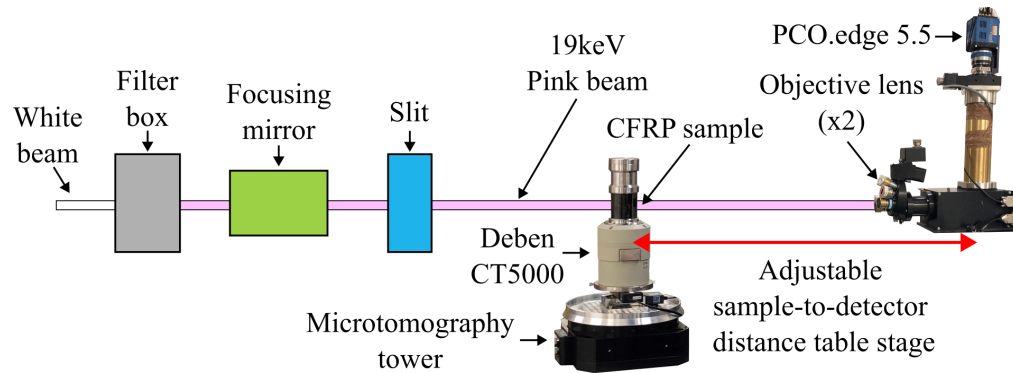 White
beam
Filter
box
Focusing
mirror
Slit
19keV
Pink beam
CFRP sample
Objective lens
(x2)
PCO.edge 5.5
Deben
CT5000
Microtomography
tower
Adjustable
sample-to-detector
distance table stage